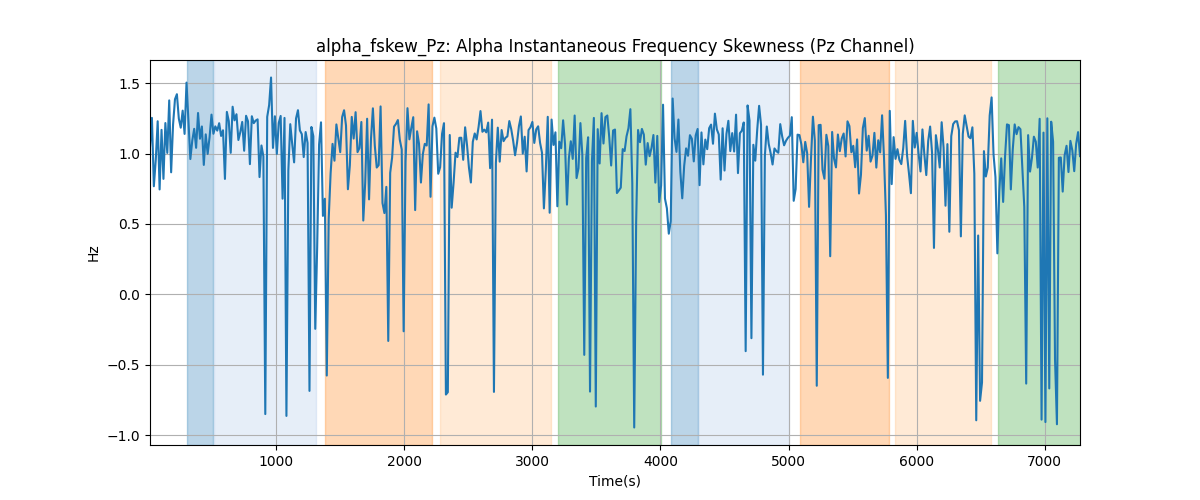 alpha_fskew_Pz: Alpha Instantaneous Frequency Skewness (Pz Channel)
1.5
1.0
0.5
0.0
−0.5
−1.0
Hz
1000 2000 3000 4000 5000 6000 7000
Time(s)